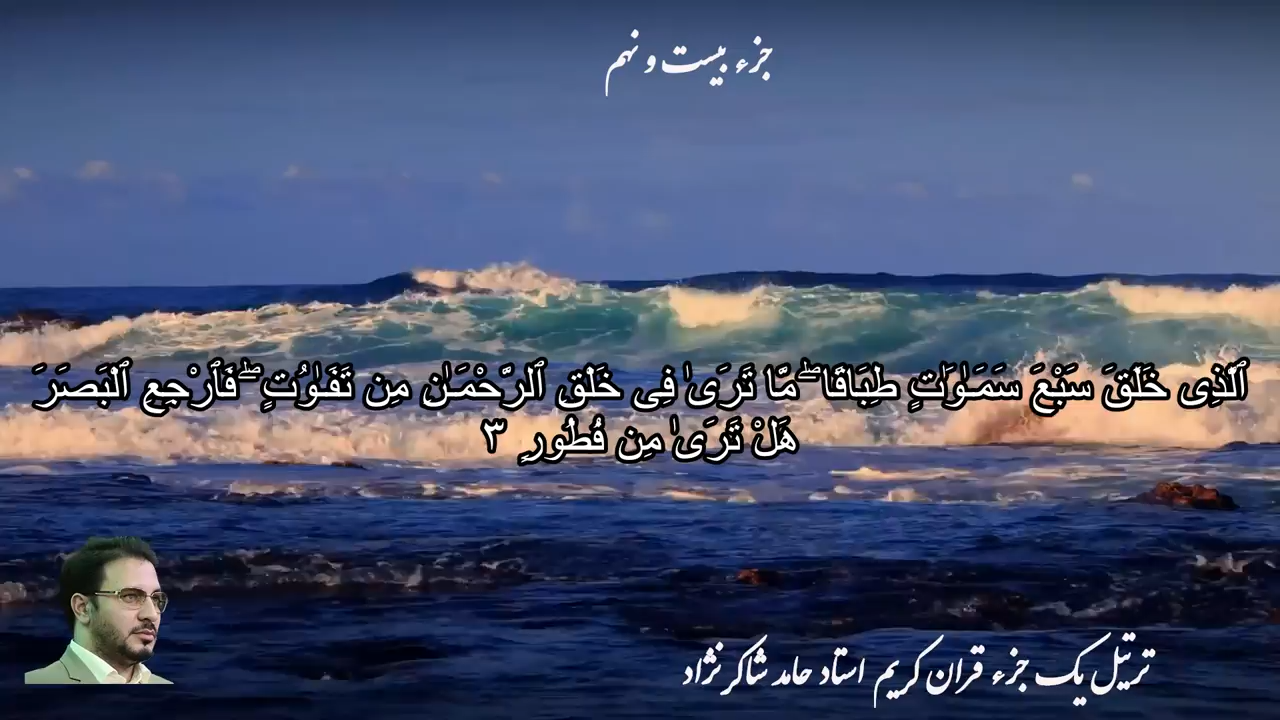 جزء بیست و نهم
ٱلَّذِى خَلَقَ سَبْعَ سَمَـٰوَٰتٍ طِبَاقًا ۖ مَّا تَرَىٰ فِى خَلْقِ ٱلرَّحْمَـٰنِ مِن تَفَـٰوُتٍ ۖ فَٱرْجِعِ ٱلْبَصَرَ
هَلْ تَرَىٰ مِن فُطُورٍ ٣
ترتیل یک جزء قران کریم استاد حامد شاکرنژاد